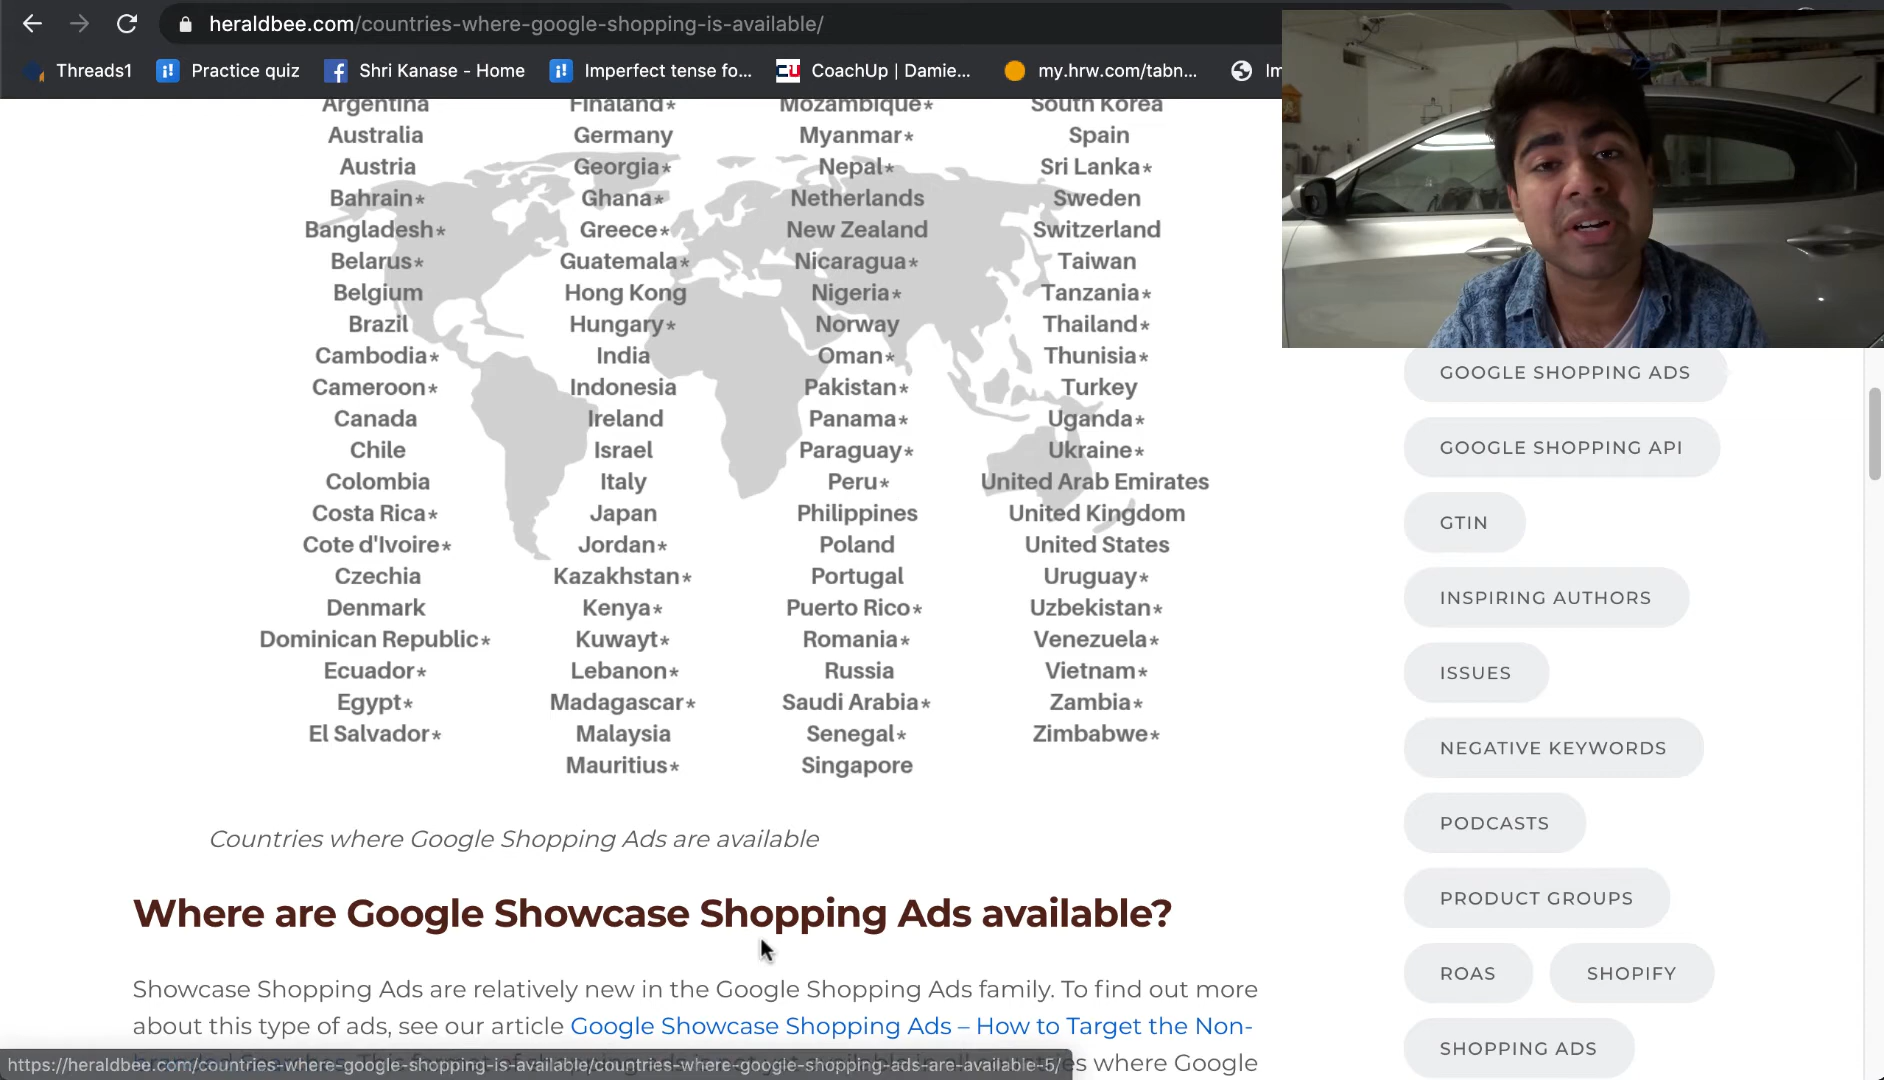 heraldbee.com/countries-where-google-shopping-is-available/
Threads1 Practice quiz Shri Kanase - Home Imperfect tense fo... CoachUp | Damie... my.hrw.com/tabn... Im
Argentina
Australia
Austria
Bahrain*
Bangladesh*
Belarus*
Belgium
Brazil
Cambodia*
Cameroon*
Canada
Chile
Colombia
Costa Rica*
Cote d'Ivoire*
Czechia
Denmark
Dominican Republic*
Ecuador*
Egypt*
El Salvador*
Finaland*
Germany
Georgia*
Ghana*
Greece*
Guatemala*
Hong Kong
Hungary*
India
Indonesia
Ireland
Israel
Italy
Japan
Jordan*
Kazakhstan*
Kenya*
Kuwayt*
Lebanon*
Madagascar*
Malaysia
Mauritius*
Mozambique*
Myanmar*
Nepal*
Netherlands
New Zealand
Nicaragua*
Nigeria*
Norway
Oman*
Pakistan*
Panama*
Paraguay*
Peru*
Philippines
Poland
Portugal
Puerto Rico*
Romania*
Russia
Saudi Arabia*
Senegal*
Singapore
South Korea
Spain
Sri Lanka*
Sweden
Switzerland
Taiwan
Tanzania*
Thailand*
Thunisia*
Turkey
Uganda*
Ukraine*
United Arab Emirates
United Kingdom
United States
Uruguay*
Uzbekistan*
Venezuela*
Vietnam*
Zambia*
Zimbabwe*
Countries where Google Shopping Ads are available
Where are Google Showcase Shopping Ads available?
Showcase Shopping Ads are relatively new in the Google Shopping Ads family. To find out more
about this type of ads, see our article Google Showcase Shopping Ads – How to Target the Non-
es where Google
https://heraldbee.com/countries-where-google-shopping-is-available/countries-where-google-shopping-ads-are-available-5/
GOOGLE SHOPPING ADS
GOOGLE SHOPPING API
GTIN
INSPIRING AUTHORS
ISSUES
NEGATIVE KEYWORDS
PODCASTS
PRODUCT GROUPS
ROAS SHOPIFY
SHOPPING ADS